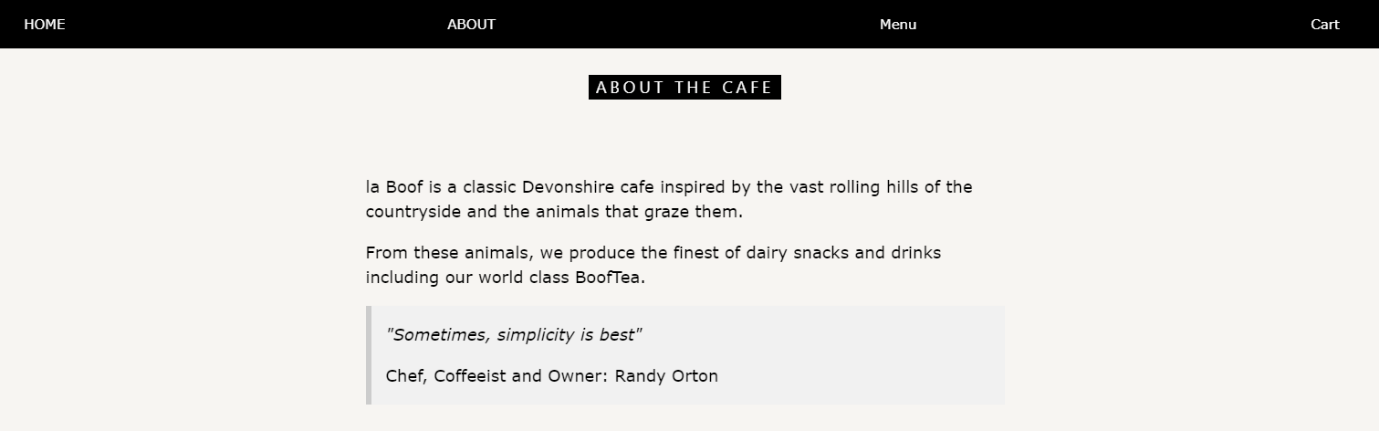 HOME ABOUT Menu Cart
ABOUT THE CAFE
la Boof is a classic Devonshire cafe inspired by the vast rolling hills of the
countryside and the animals that graze them.
From these animals, we produce the finest of dairy snacks and drinks
including our world class BoofTea.
"Sometimes, simplicity is best"
Chef, Coffeeist and Owner: Randy Orton